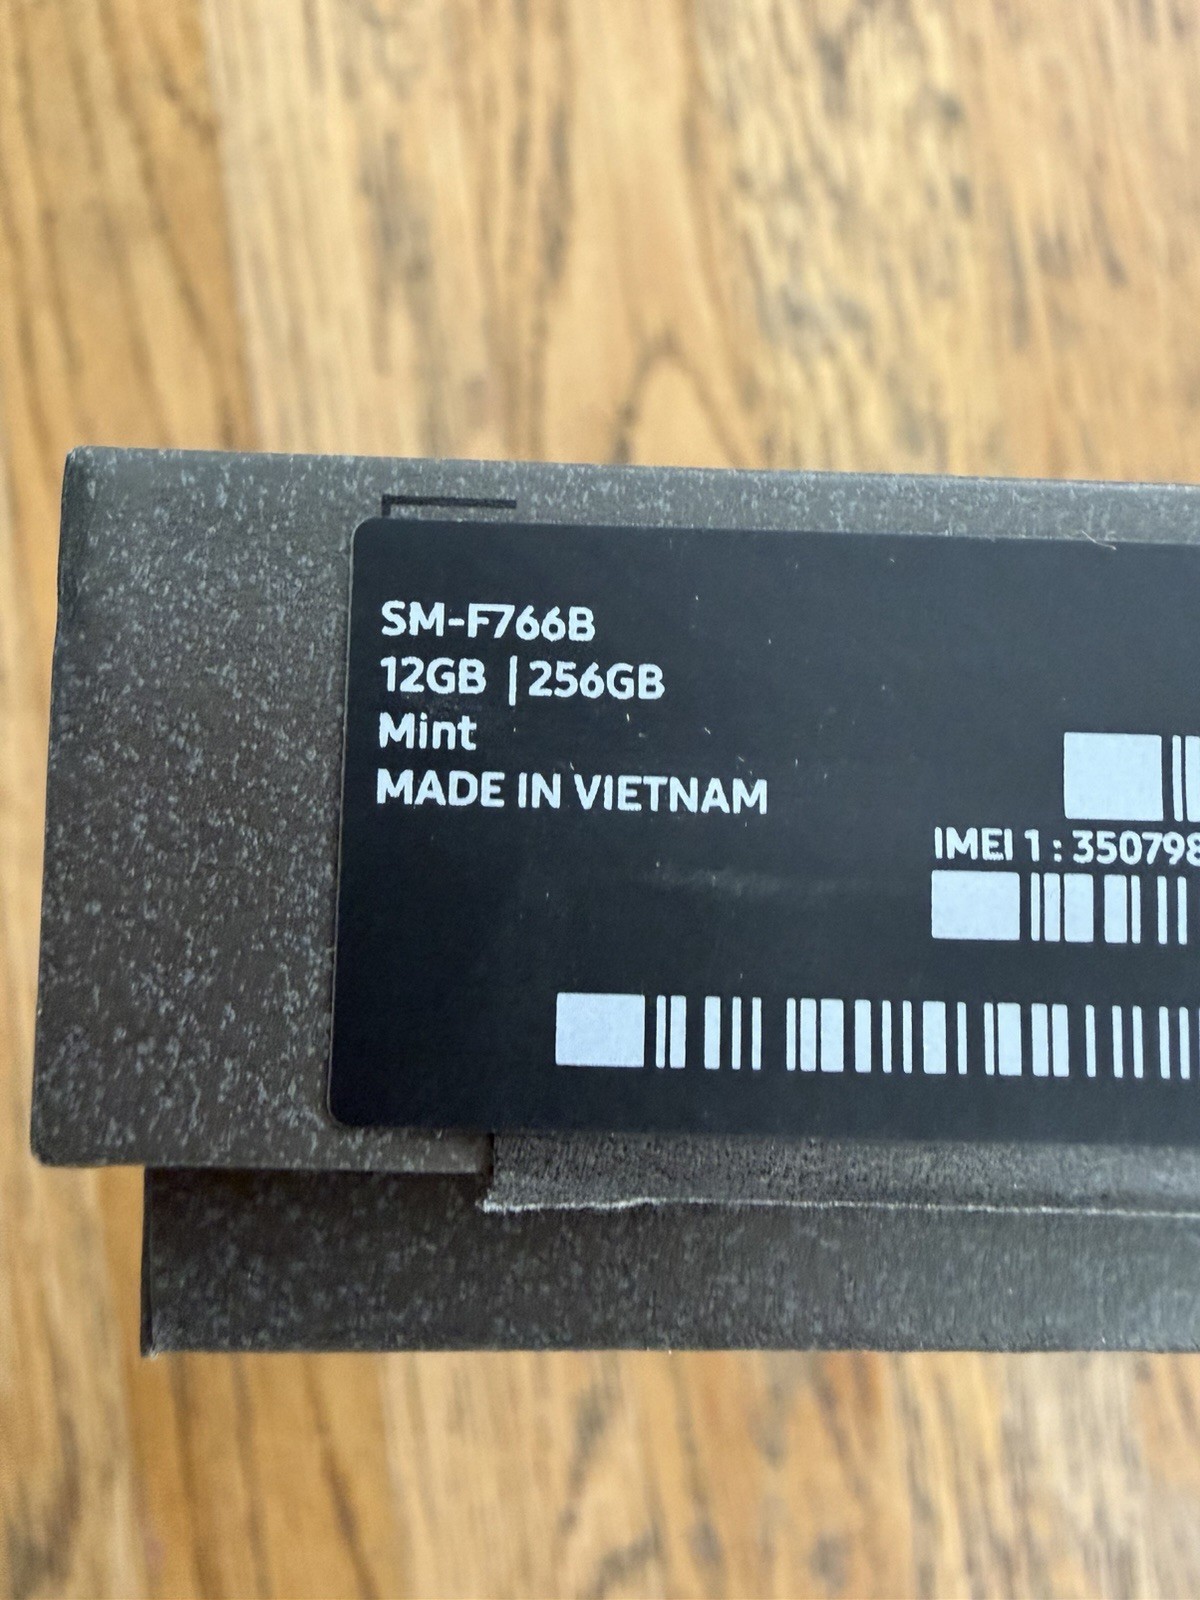 SM-F766B
12GB | 256GB
Mint
MADE IN VIETNAM
IMEI 1 : 350798